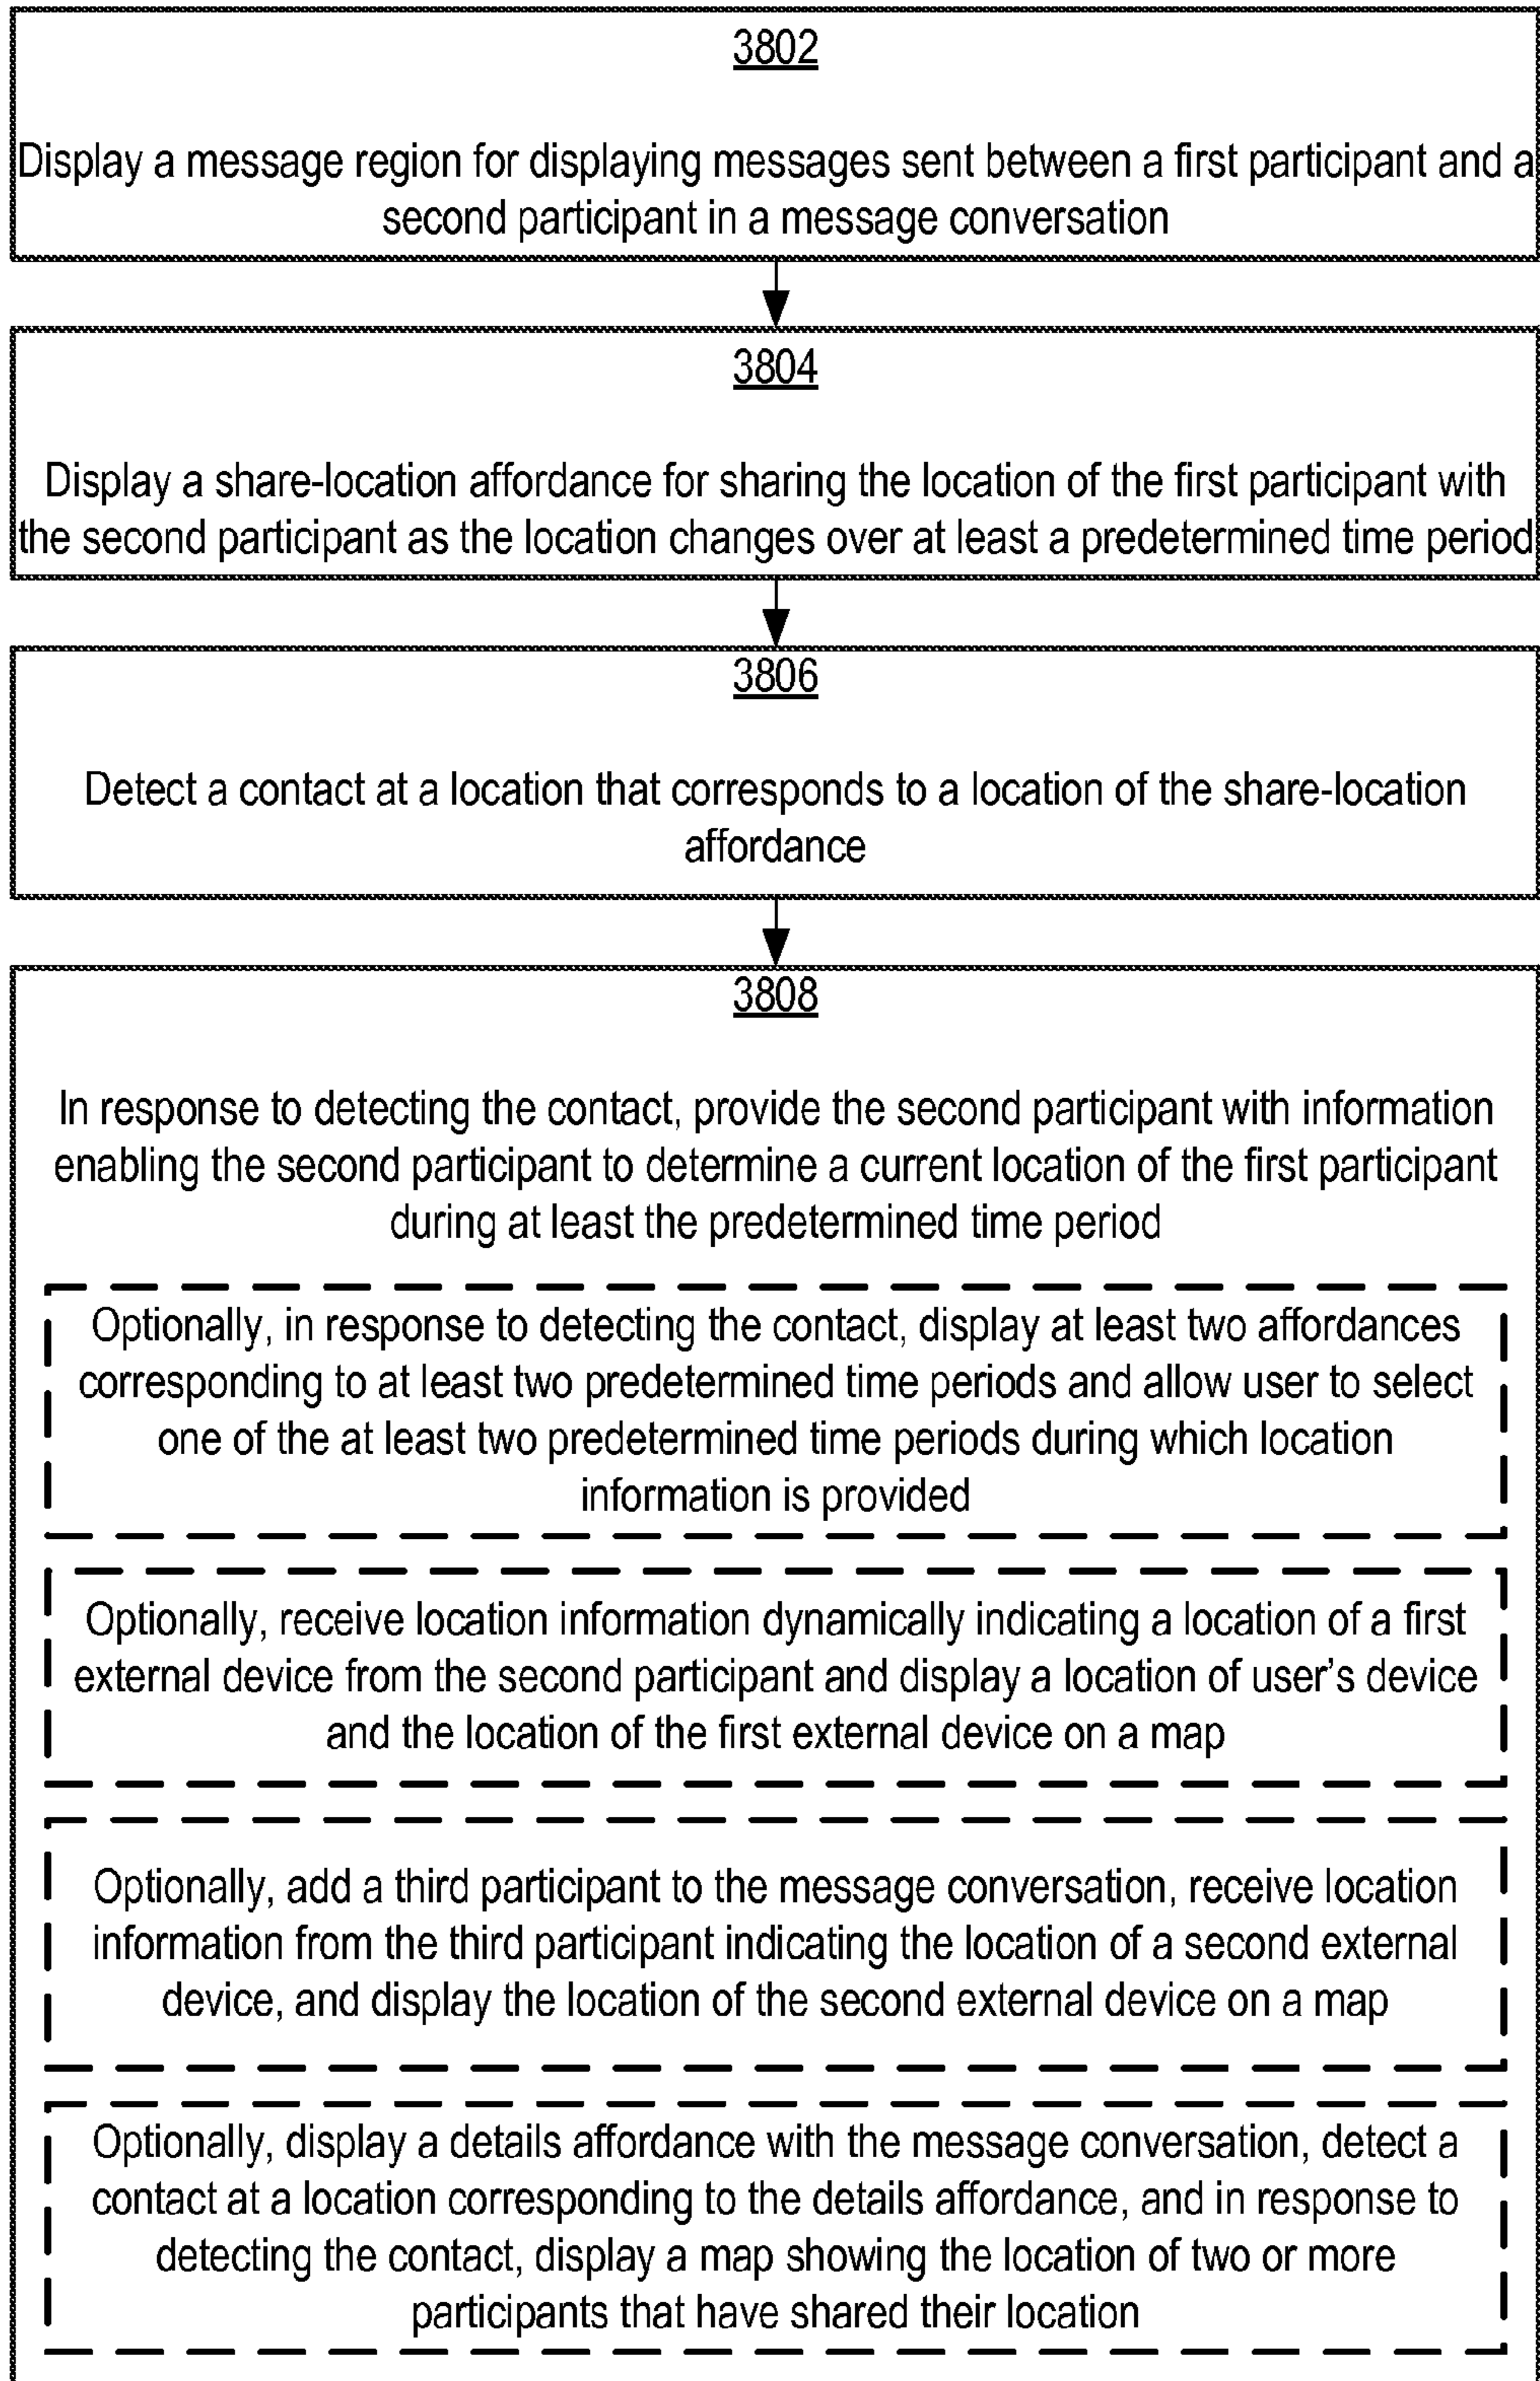 3802
Display a message region for displaying messages sent between a first participant and a
second participant in a message conversation
3804
Display a share-location affordance for sharing the location of the first participant with
the second participant as the location changes over at least a predetermined time period
3806
Detect a contact at a location that corresponds to a location of the share-location
affordance
3808
In response to detecting the contact, provide the second participant with information
enabling the second participant to determine a current location of the first participant
during at least the predetermined time period
Optionally, in response to detecting the contact, display at least two affordances
corresponding to at least two predetermined time periods and allow user to select
one of the at least two predetermined time periods during which location
information is provided
Optionally, receive location information dynamically indicating a location of a first
external device from the second participant and display a location of user’s device
and the location of the first external device on a map
Optionally, add a third participant to the message conversation, receive location
information from the third participant indicating the location of a second external
device, and display the location of the second external device on a map
Optionally, display a details affordance with the message conversation, detect a
contact at a location corresponding to the details affordance, and in response to
detecting the contact, display a map showing the location of two or more
participants that have shared their location